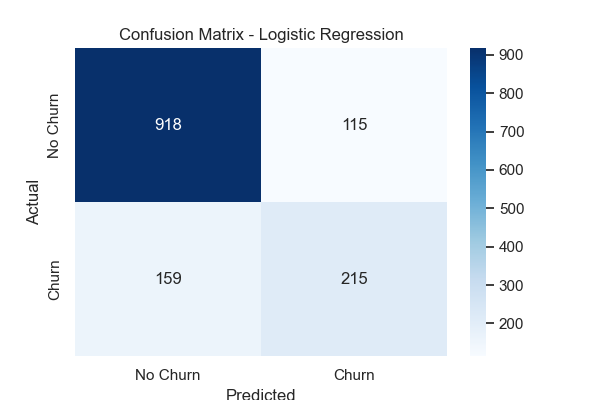 Confusion Matrix - Logistic Regression
Actual
No Churn
918
115
Churn
159
215
No Churn
Churn
Predicted
900
800
700
600
500
400
300
200